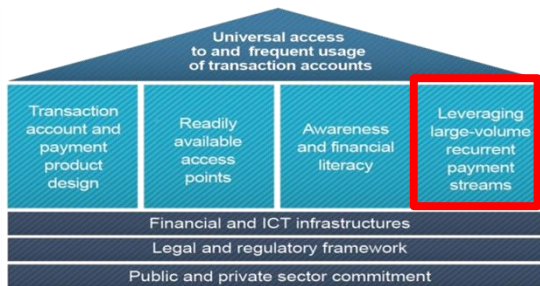 Universal access
to and frequent usage
of transaction accounts
Transaction
account and
payment
product
design
Readily
available
access
points
Awareness
and financial
literacy
Leveraging
large-volume
recurrent
payment
streams
Financial and ICT infrastructures
Legal and regulatory framework
Public and private sector commitment